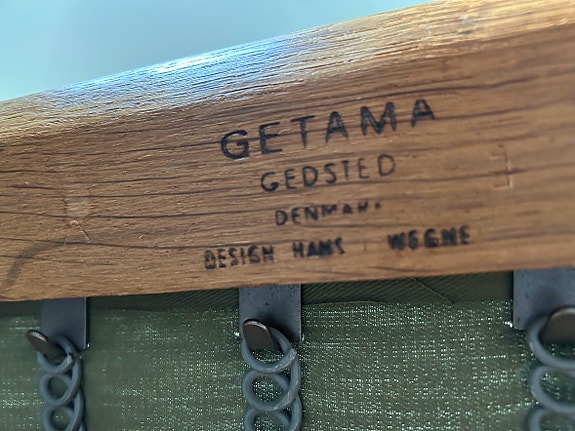 GETAMA
GEDSTED
DENMARK
DESIGN HANS WEGNE